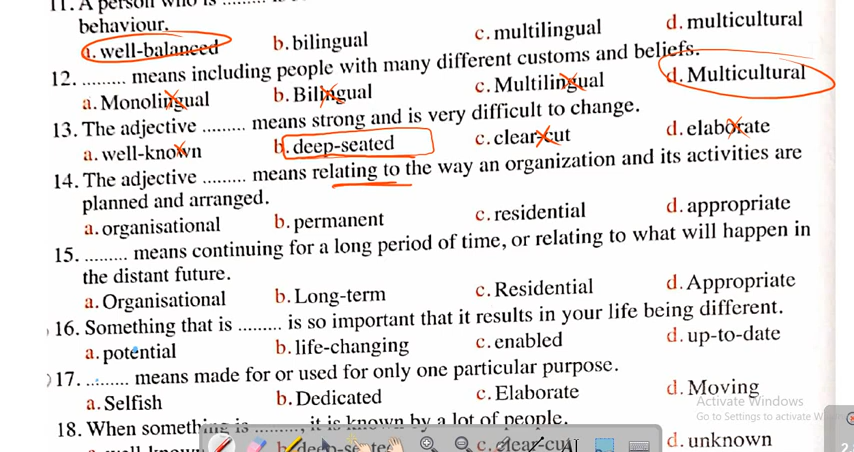 11. A person who is ........
behaviour.
a. well-balanced b. bilingual c. multilingual d. multicultural
12. ......... means including people with many different customs and beliefs.
a. Monolingual b. Bilingual c. Multilingual d. Multicultural
13. The adjective ......... means strong and is very difficult to change.
a. well-known b. deep-seated c. clear-cut d. elaborate
14. The adjective ......... means relating to the way an organization and its activities are
planned and arranged.
a. organisational b. permanent c. residential d. appropriate
15. ......... means continuing for a long period of time, or relating to what will happen in
the distant future.
a. Organisational b. Long-term c. Residential d. Appropriate
16. Something that is ......... is so important that it results in your life being different.
a. potential b. life-changing c. enabled d. up-to-date
17. ......... means made for or used for only one particular purpose.
a. Selfish b. Dedicated c. Elaborate d. Moving
Activate Windows
Go to Settings to activate W
18. When something is ........., it is known by a lot of people.
b. c. clear-cut d. unknown